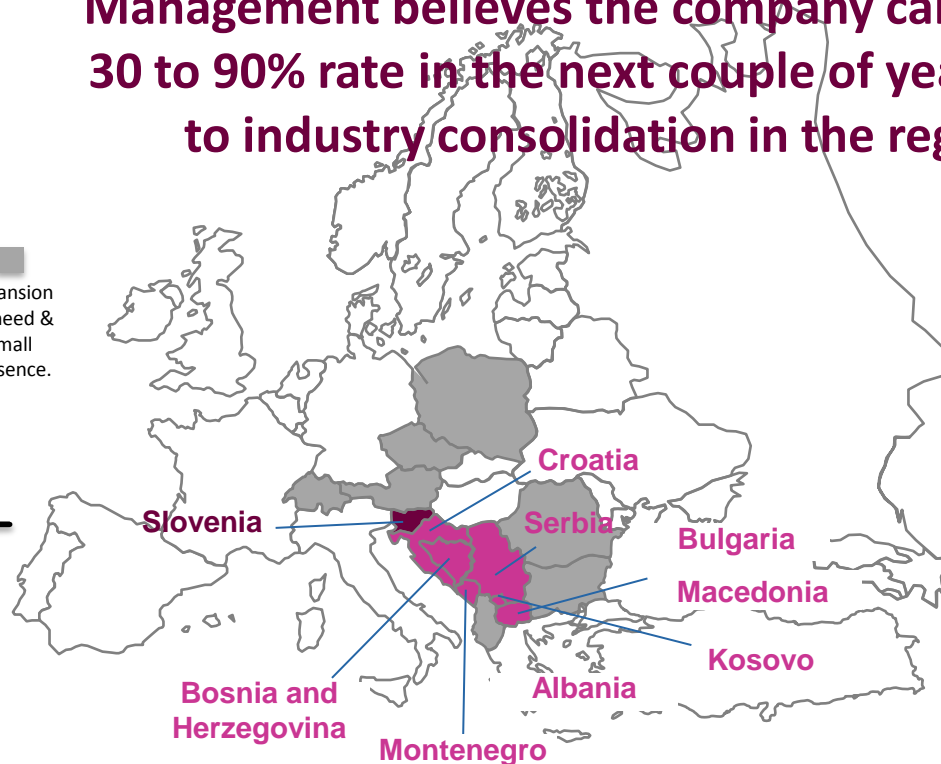 Management believes the company ca
30 to 90% rate in the next couple of yea
to industry consolidation in the reg
ansion
need &
mall
sence.
Croatia
Slovenia
Serbia
Bulgaria
Macedonia
Kosovo
Albania
Bosnia and
Herzegovina
Montenegro